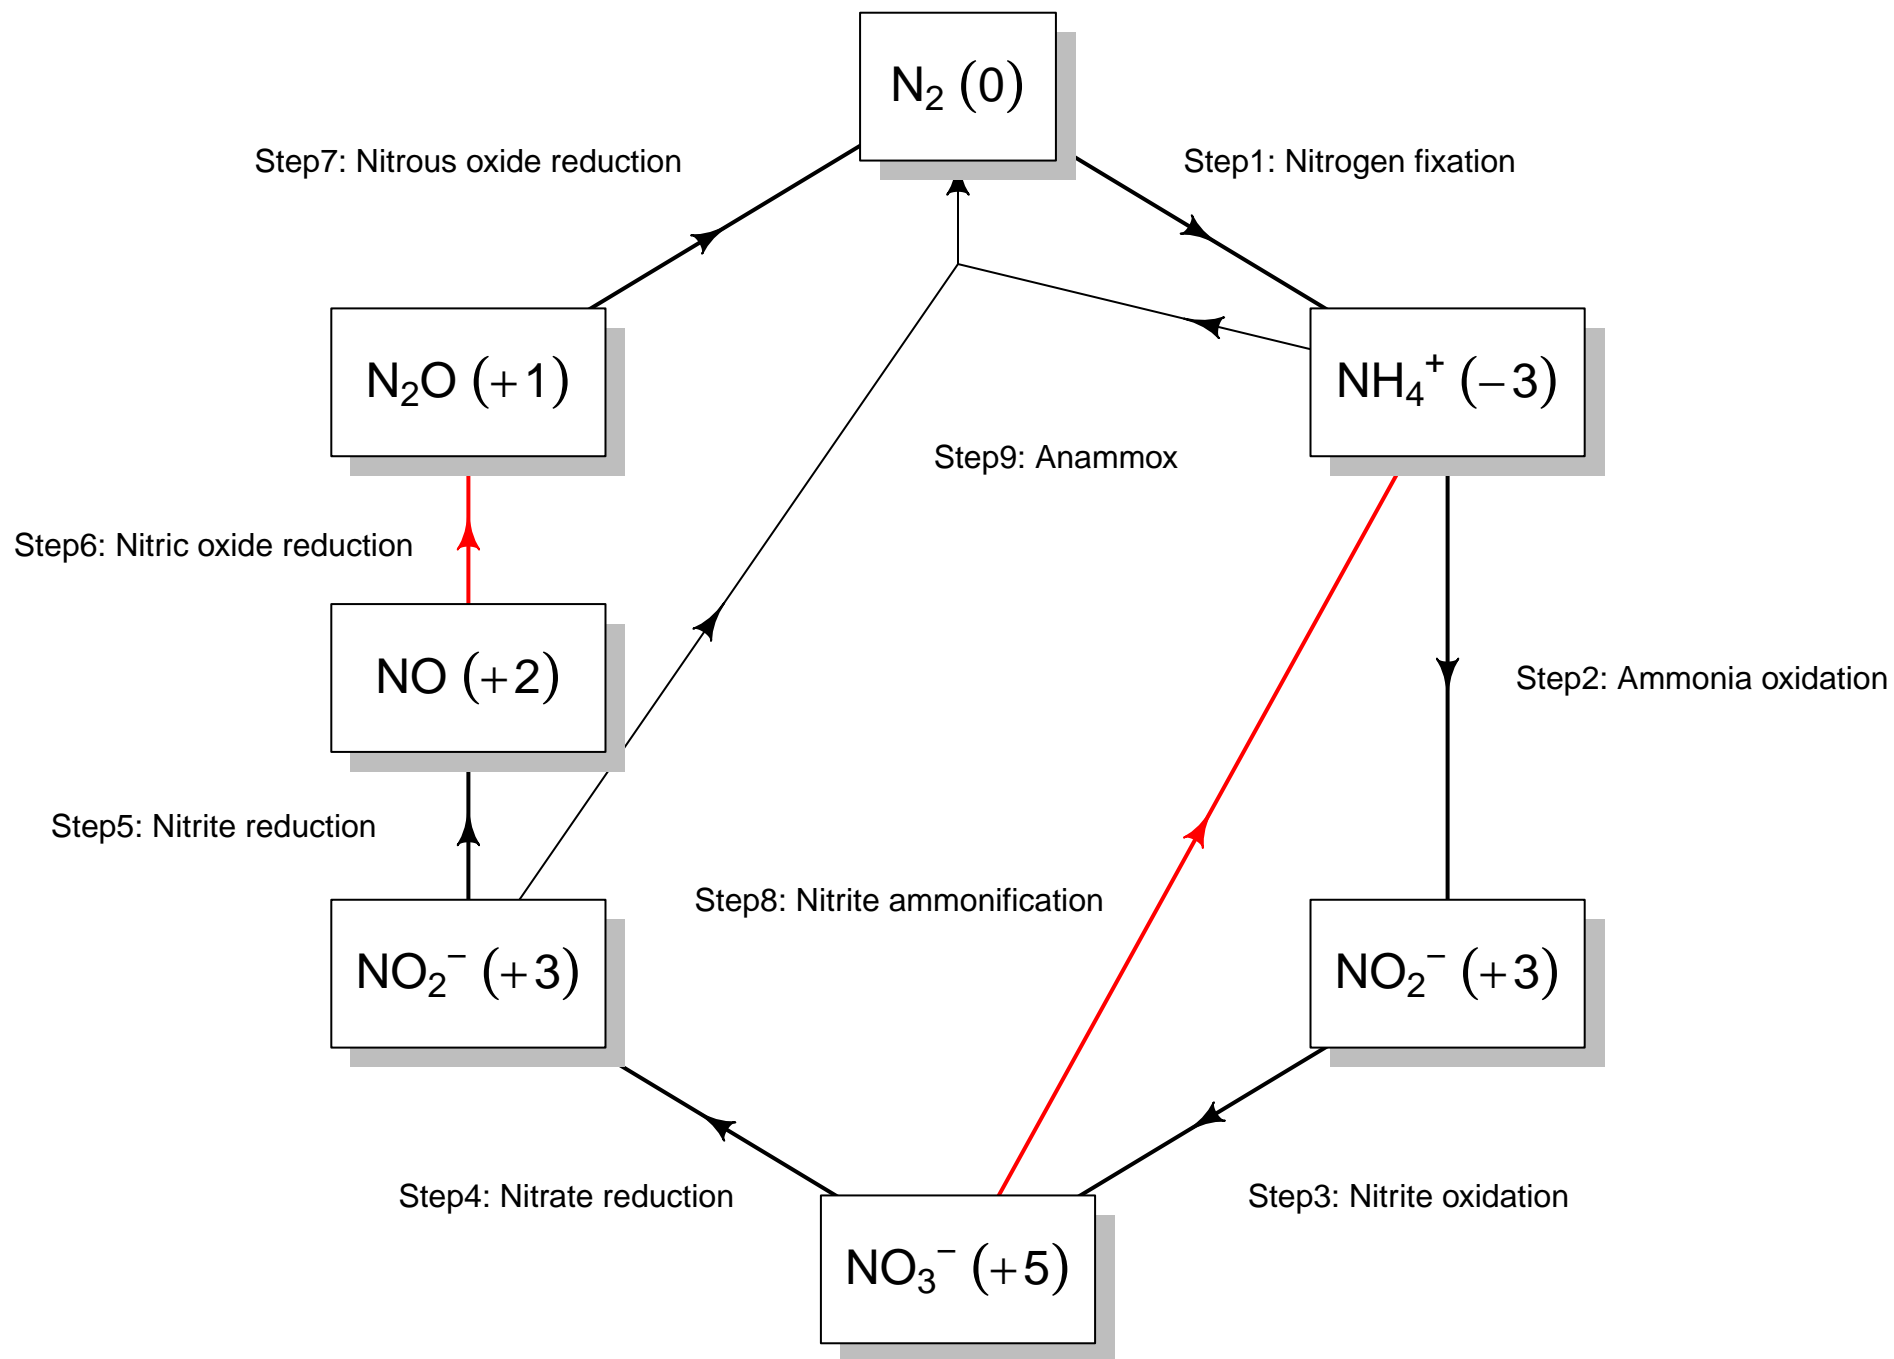 N₂ (0)
Step7: Nitrous oxide reduction
Step1: Nitrogen fixation
N₂O (+1)
NH₄⁺ (−3)
Step9: Anammox
Step6: Nitric oxide reduction
NO (+2)
Step2: Ammonia oxidation
Step5: Nitrite reduction
Step8: Nitrite ammonification
NO₂⁻ (+3)
NO₂⁻ (+3)
Step4: Nitrate reduction
Step3: Nitrite oxidation
NO₃⁻ (+5)